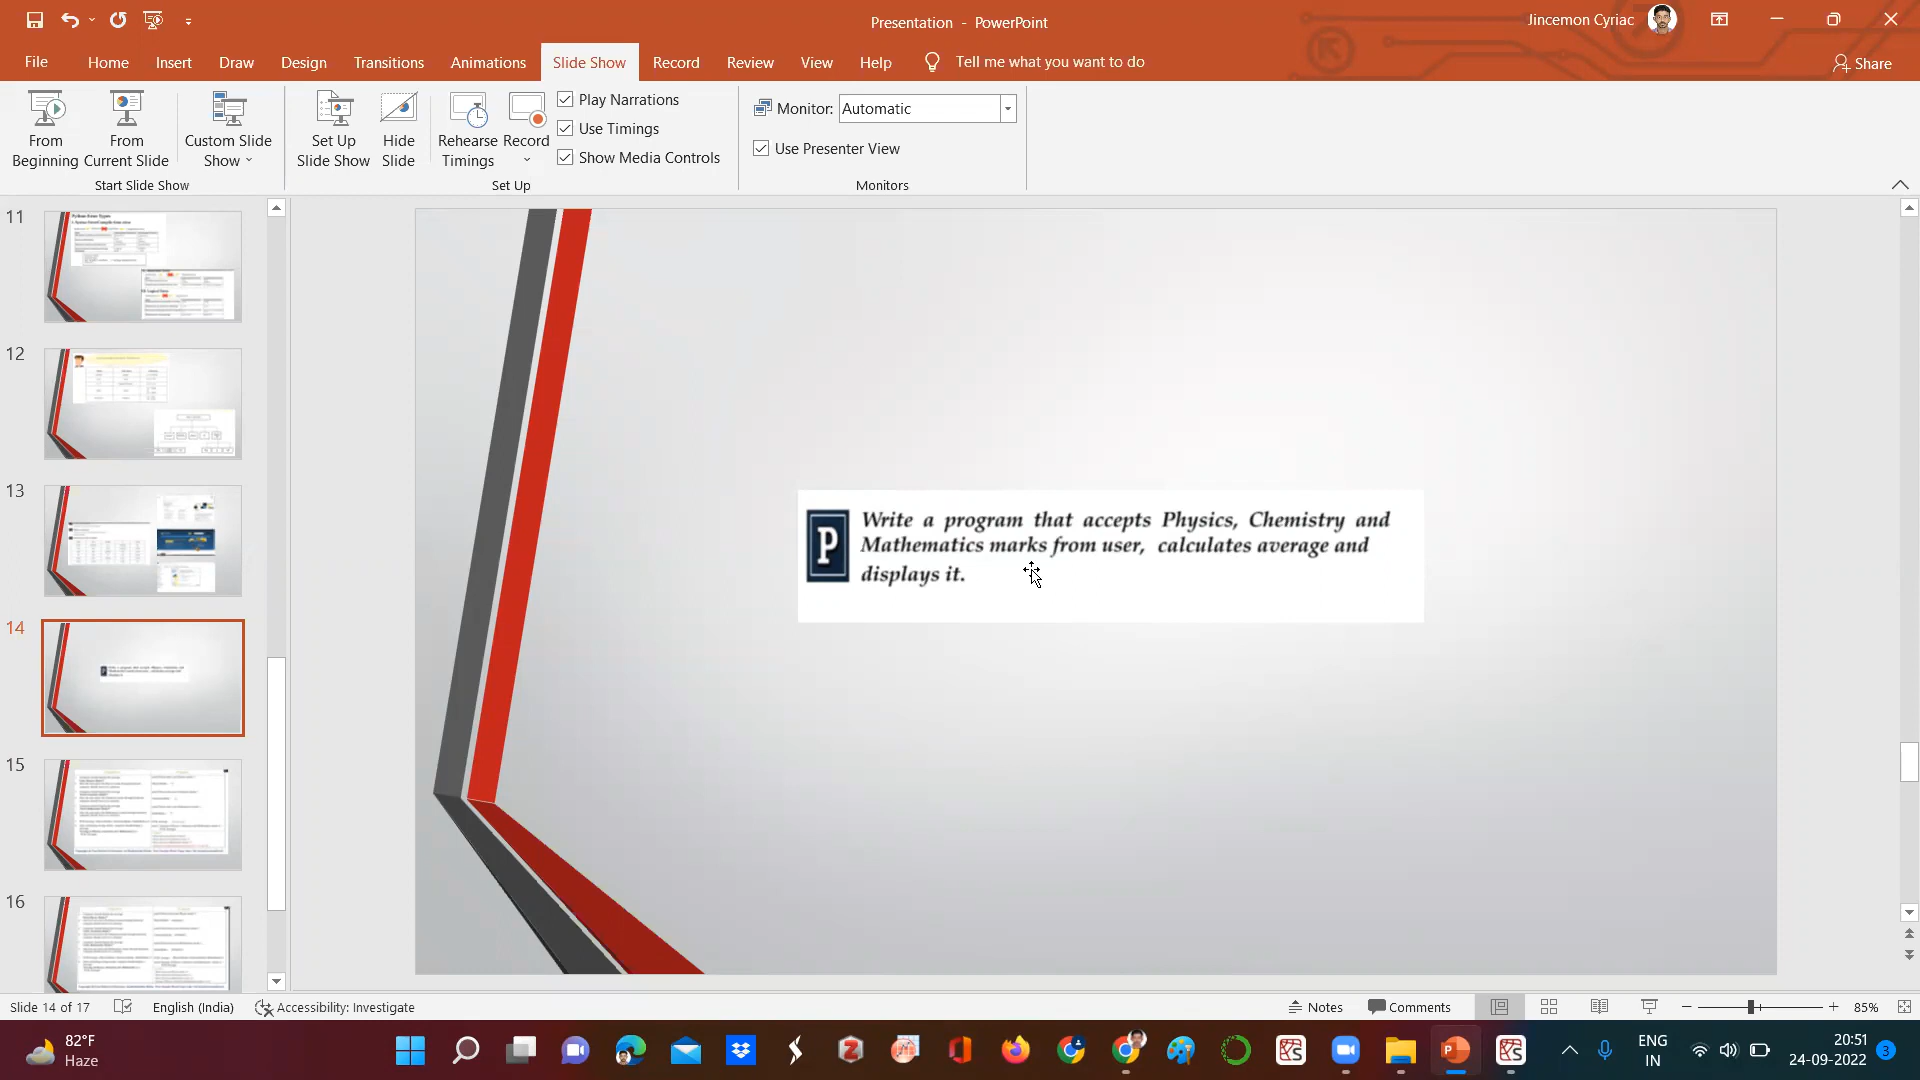 Presentation - PowerPoint
Jincemon Cyriac
File
Home
Insert
Draw
Design
Transitions
Animations
Slide Show
Record
Review
View
Help
Tell me what you want to do
Share
From Beginning
From Current Slide
Custom Slide Show
Start Slide Show
Set Up Slide Show
Hide Slide
Rehearse Timings
Record
Play Narrations
Use Timings
Show Media Controls
Set Up
Monitor: Automatic
Use Presenter View
Monitors
11
12
13
14
15
16
P
Write a program that accepts Physics, Chemistry and
Mathematics marks from user, calculates average and
displays it.
Slide 14 of 17
English (India)
Accessibility: Investigate
Notes
Comments
85%
82°F
Haze
ENG
IN
20:51
24-09-2022
3